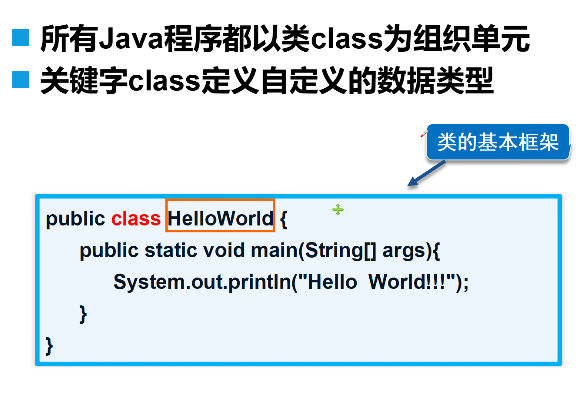 所有Java程序都以类class为组织单元
关键字class定义自定义的数据类型
类的基本框架
public class HelloWorld {
public static void main(String[] args){
System.out.println("Hello  World!!!");
}
}